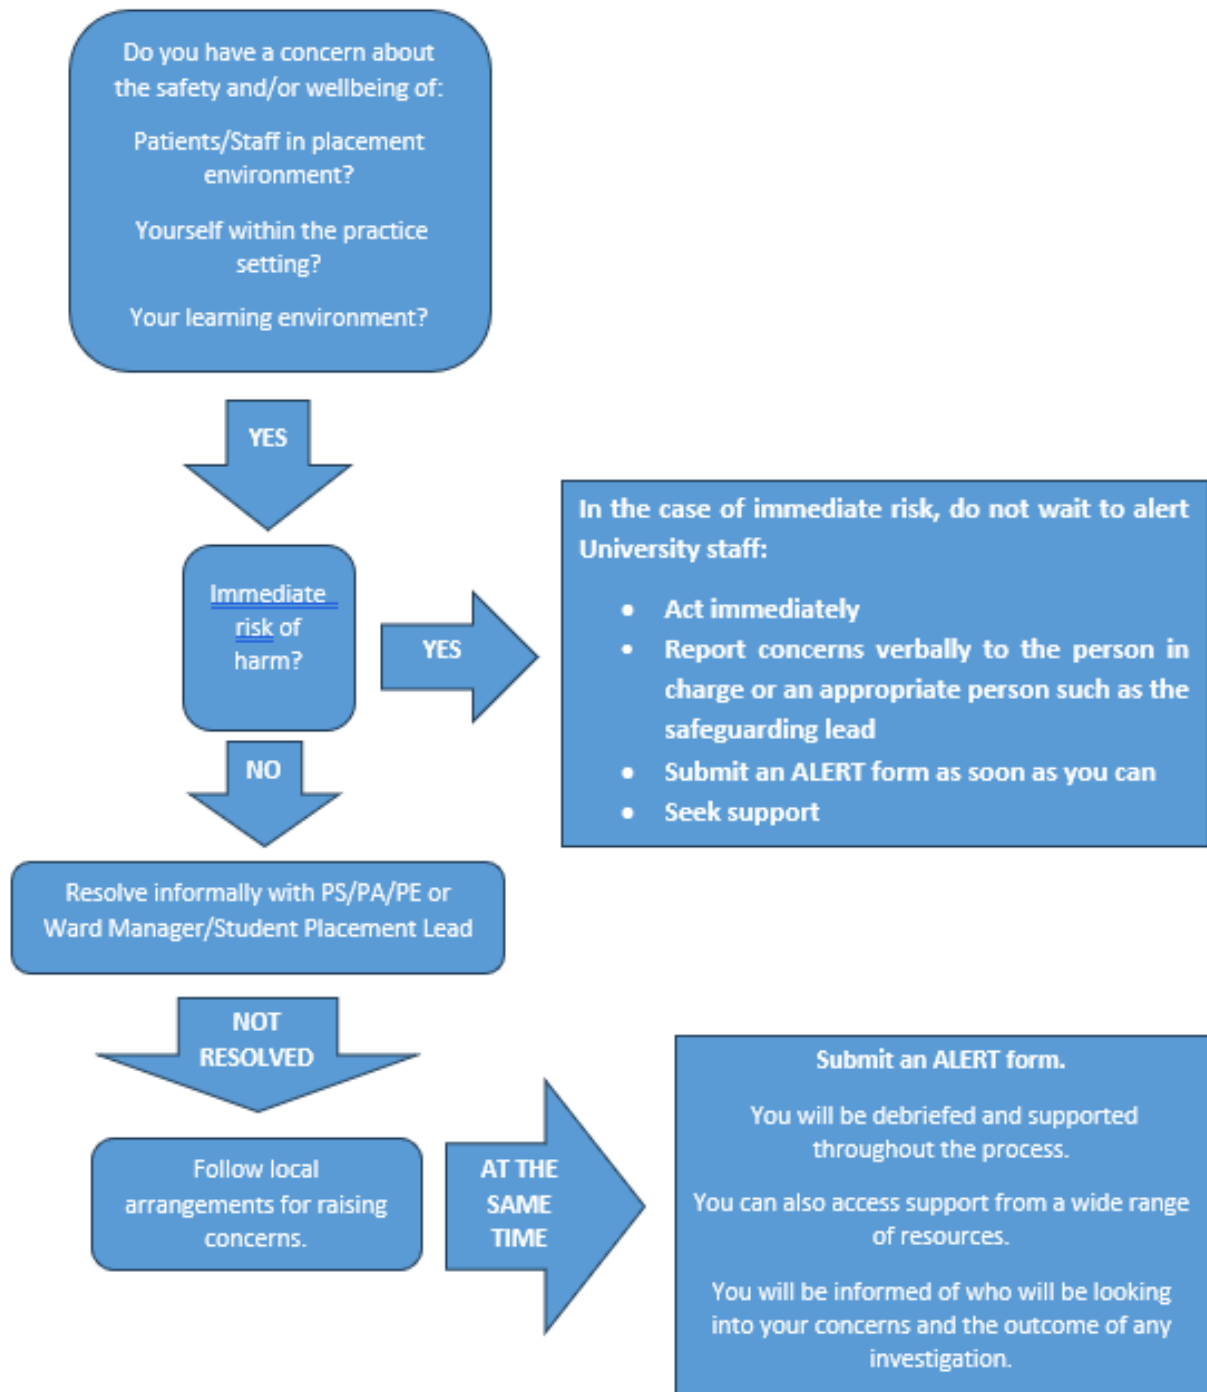 Do you have a concern about
the safety and/or wellbeing of:
Patients/Staff in placement
environment?
Yourself within the practice
setting?
Your learning environment?
YES
Immediate
risk of
harm?
YES
In the case of immediate risk, do not wait to alert
University staff:
• Act immediately
• Report concerns verbally to the person in
charge or an appropriate person such as the
safeguarding lead
• Submit an ALERT form as soon as you can
• Seek support
NO
Resolve informally with PS/PA/PE or
Ward Manager/Student Placement Lead
NOT
RESOLVED
Follow local
arrangements for raising
concerns.
AT THE
SAME
TIME
Submit an ALERT form.
You will be debriefed and supported
throughout the process.
You can also access support from a wide range
of resources.
You will be informed of who will be looking
into your concerns and the outcome of any
investigation.